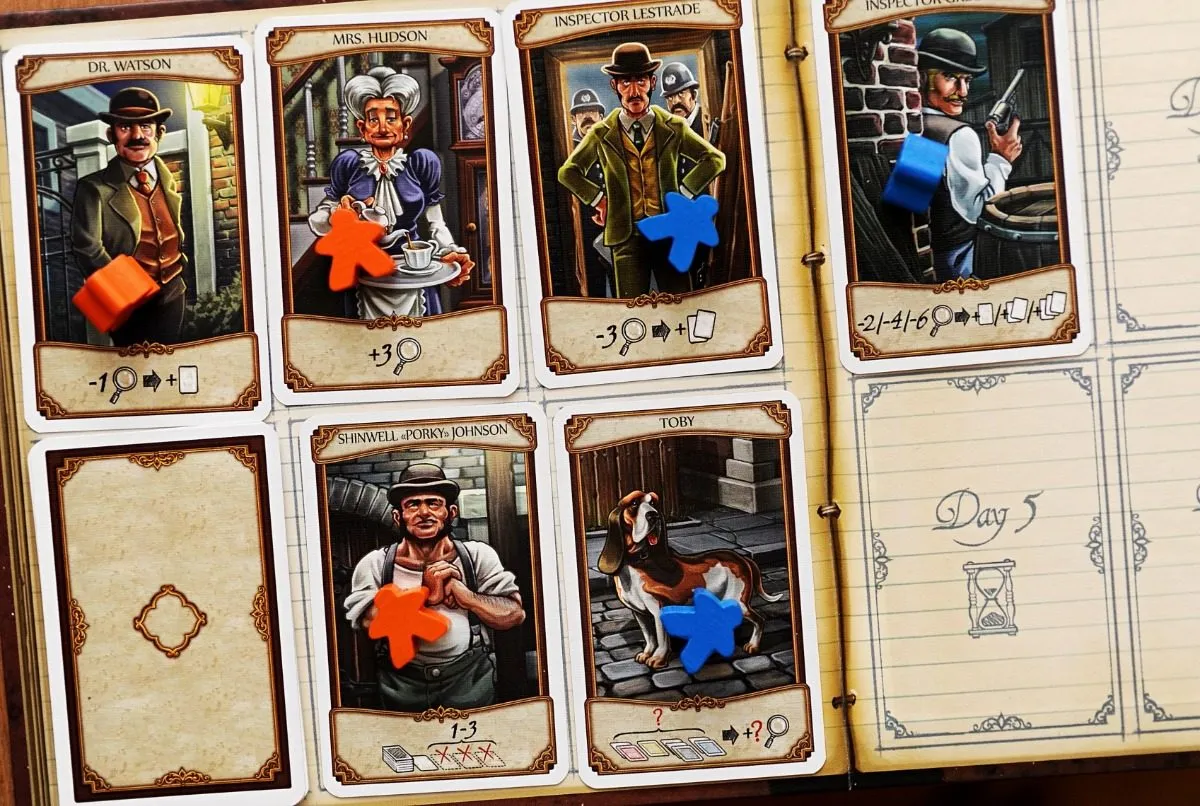 DR. WATSON
-1 +
MRS. HUDSON
+3
INSPECTOR LESTRADE
-3 +
INSPECTOR
-2/-4/-6 +/+/+
SHINWELL «PORKY» JOHNSON
1-3
TOBY
?
+?
Day 5